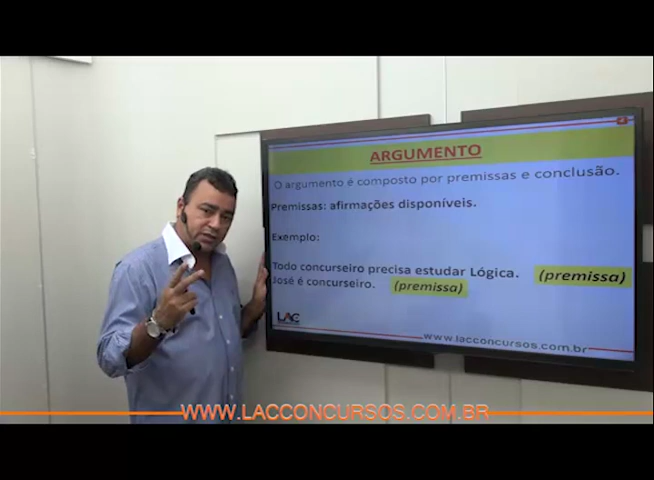 ARGUMENTO
O argumento é composto por premissas e conclusão.
Premissas: afirmações disponíveis.
Exemplo:
Todo concurseiro precisa estudar Lógica. (premissa)
José é concurseiro. (premissa)
LAC
www.lacconcursos.com.br
WWW.LACCONCURSOS.COM.BR